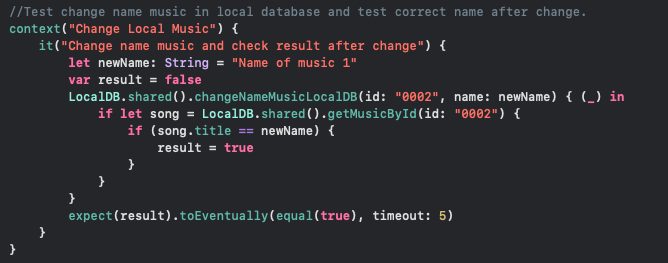 //Test change name music in local database and test correct name after change.
context("Change Local Music") {
    it("Change name music and check result after change") {
        let newName: String = "Name of music 1"
        var result = false
        LocalDB.shared().changeNameMusicLocalDB(id: "0002", name: newName) { (_) in
            if let song = LocalDB.shared().getMusicById(id: "0002") {
                if (song.title == newName) {
                    result = true
                }
            }
        }
        expect(result).toEventually(equal(true), timeout: 5)
    }
}